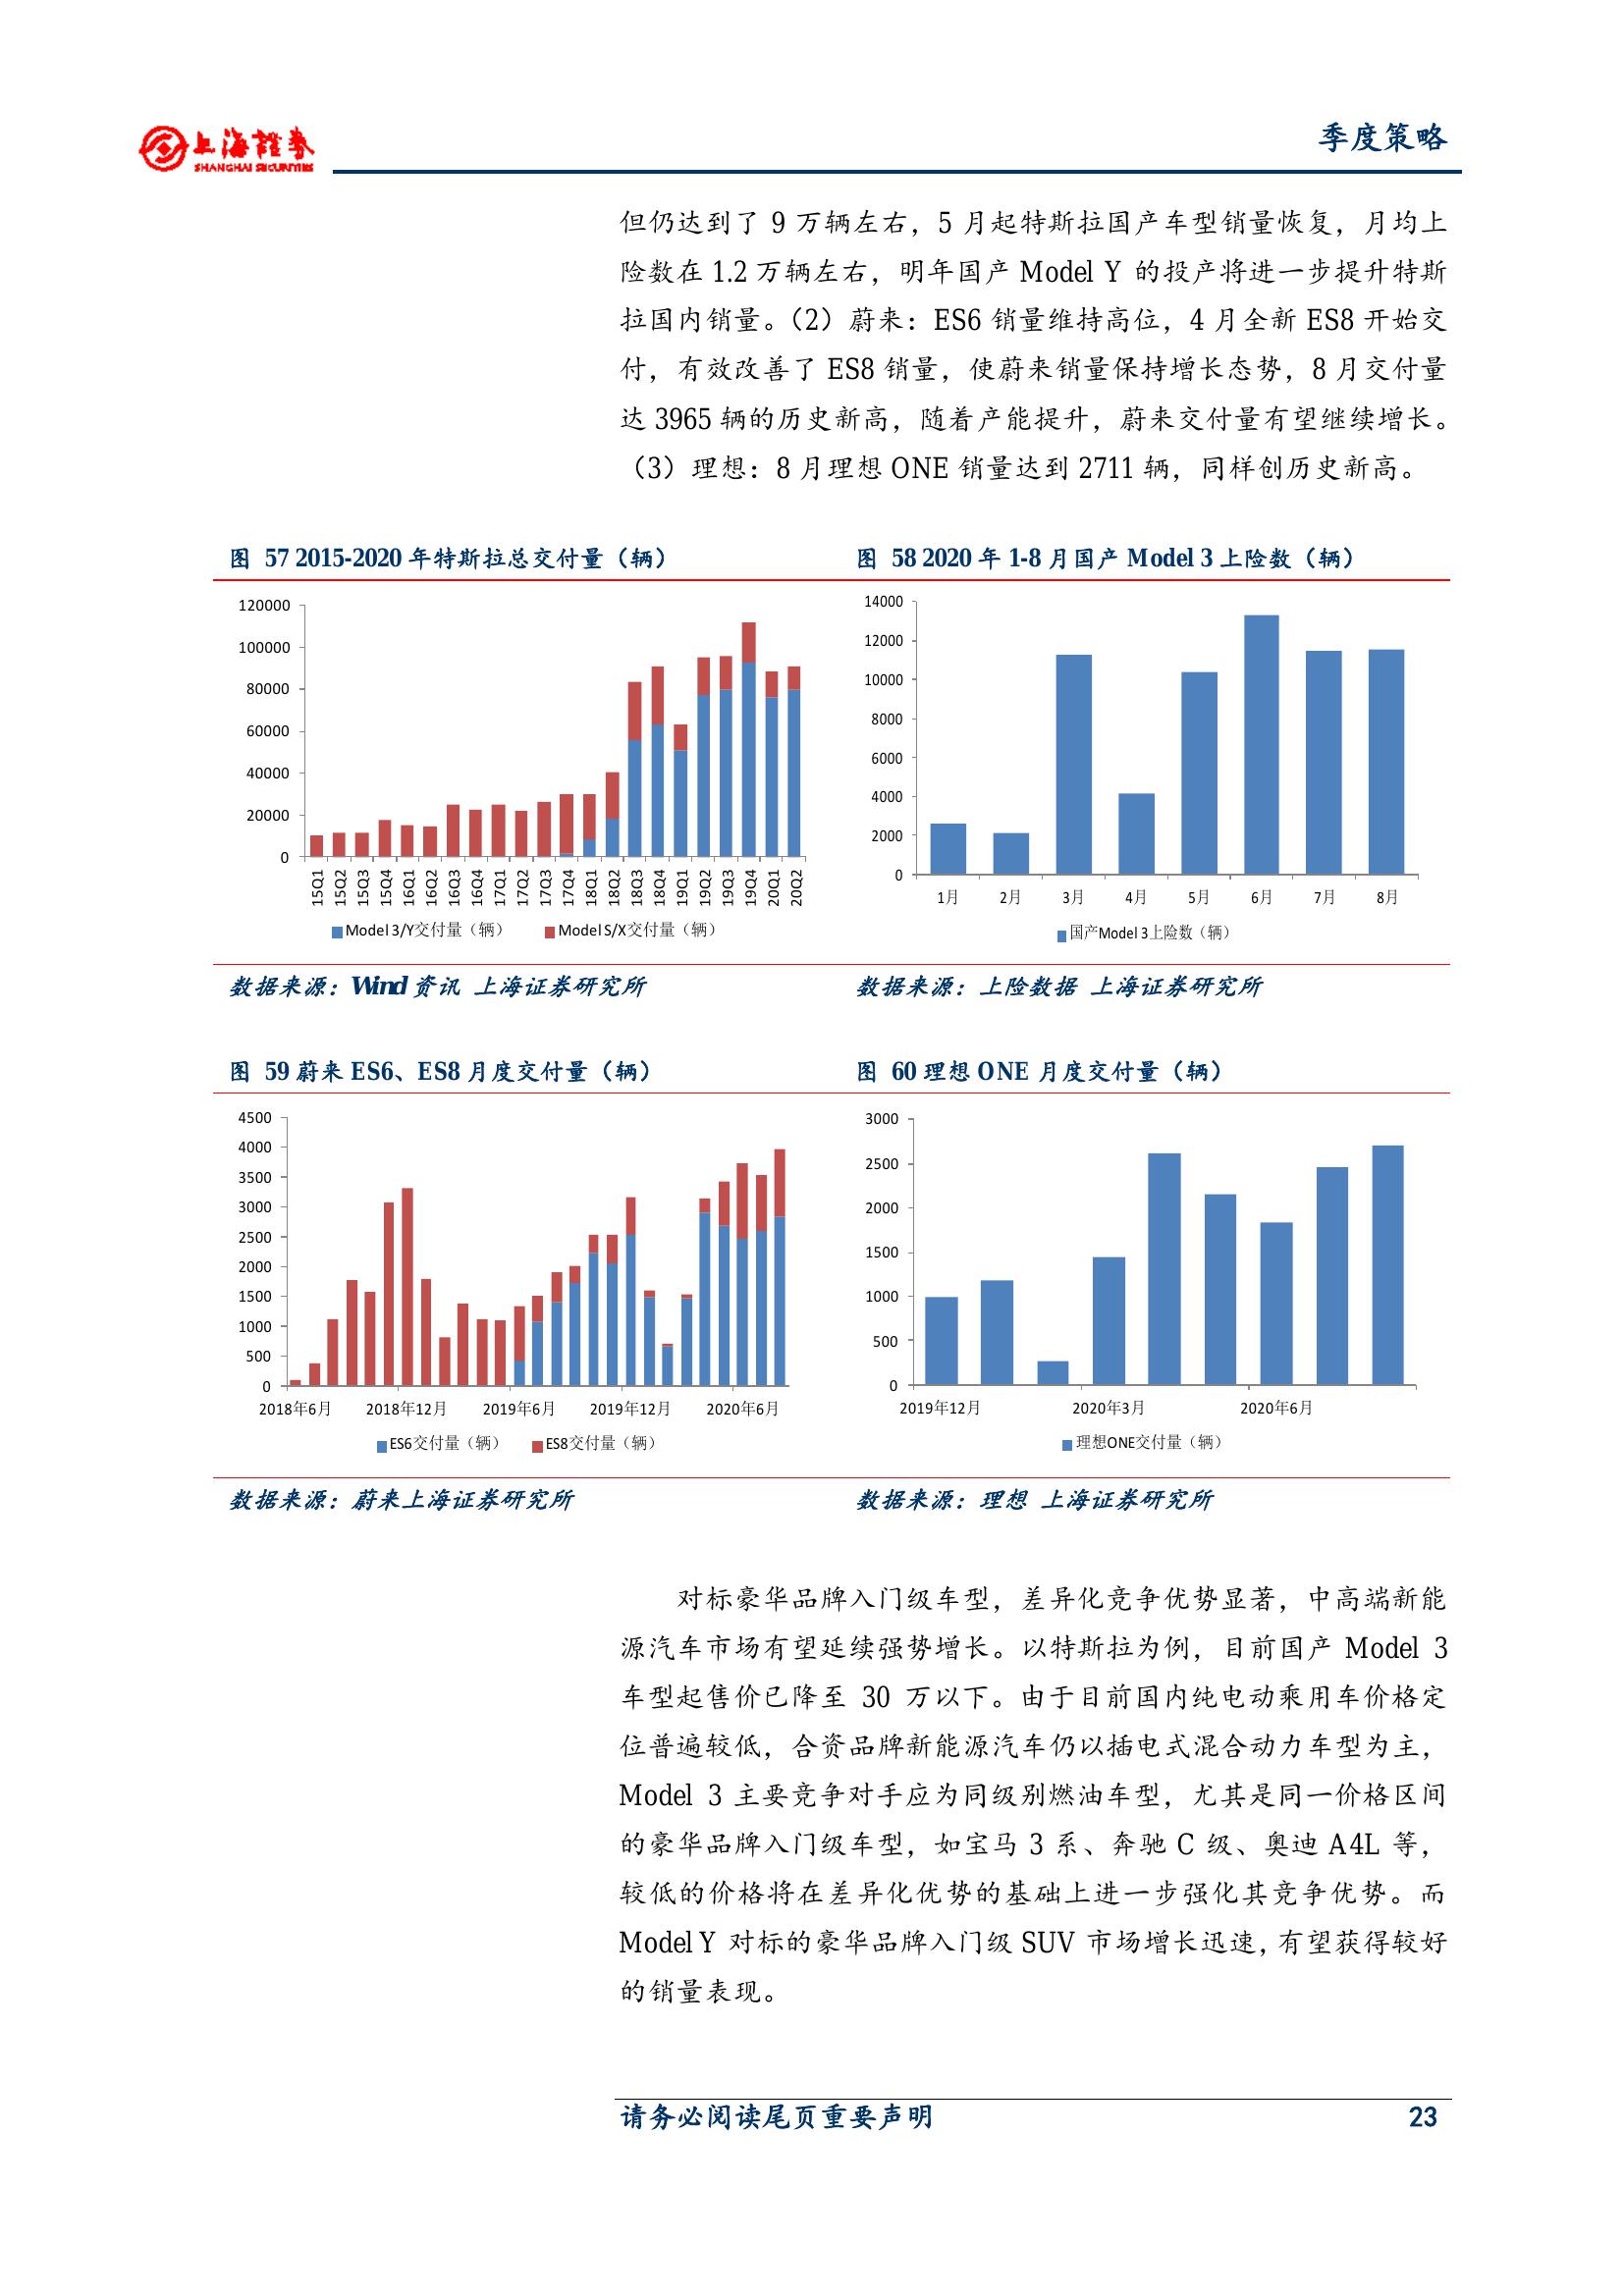 上海證券
SHANGHAI SECURITIES
季度策略
但仍达到了 9 万辆左右，5 月起特斯拉国产车型销量恢复，月均上
险数在 1.2 万辆左右，明年国产 Model Y 的投产将进一步提升特斯
拉国内销量。（2）蔚来：ES6 销量维持高位，4 月全新 ES8 开始交
付，有效改善了 ES8 销量，使蔚来销量保持增长态势，8 月交付量
达 3965 辆的历史新高，随着产能提升，蔚来交付量有望继续增长。
（3）理想：8 月理想 ONE 销量达到 2711 辆，同样创历史新高。
图 57 2015-2020 年特斯拉总交付量（辆）
120000
100000
80000
60000
40000
20000
0
15Q1 15Q2 15Q3 15Q4 16Q1 16Q2 16Q3 16Q4 17Q1 17Q2 17Q3 17Q4 18Q1 18Q2 18Q3 18Q4 19Q1 19Q2 19Q3 19Q4 20Q1 20Q2
Model 3/Y交付量（辆） Model S/X交付量（辆）
数据来源：Wind 资讯 上海证券研究所
图 58 2020 年 1-8 月国产 Model 3 上险数（辆）
14000
12000
10000
8000
6000
4000
2000
0
1月 2月 3月 4月 5月 6月 7月 8月
国产Model 3上险数（辆）
数据来源：上险数据 上海证券研究所
图 59 蔚来 ES6、ES8 月度交付量（辆）
4500
4000
3500
3000
2500
2000
1500
1000
500
0
2018年6月 2018年12月 2019年6月 2019年12月 2020年6月
ES6交付量（辆） ES8交付量（辆）
数据来源：蔚来上海证券研究所
图 60 理想 ONE 月度交付量（辆）
3000
2500
2000
1500
1000
500
0
2019年12月 2020年3月 2020年6月
理想ONE交付量（辆）
数据来源：理想 上海证券研究所
对标豪华品牌入门级车型，差异化竞争优势显著，中高端新能
源汽车市场有望延续强势增长。以特斯拉为例，目前国产 Model 3
车型起售价已降至 30 万以下。由于目前国内纯电动乘用车价格定
位普遍较低，合资品牌新能源汽车仍以插电式混合动力车型为主，
Model 3 主要竞争对手应为同级别燃油车型，尤其是同一价格区间
的豪华品牌入门级车型，如宝马 3 系、奔驰 C 级、奥迪 A4L 等，
较低的价格将在差异化优势的基础上进一步强化其竞争优势。而
Model Y 对标的豪华品牌入门级 SUV 市场增长迅速，有望获得较好
的销量表现。
请务必阅读尾页重要声明
23